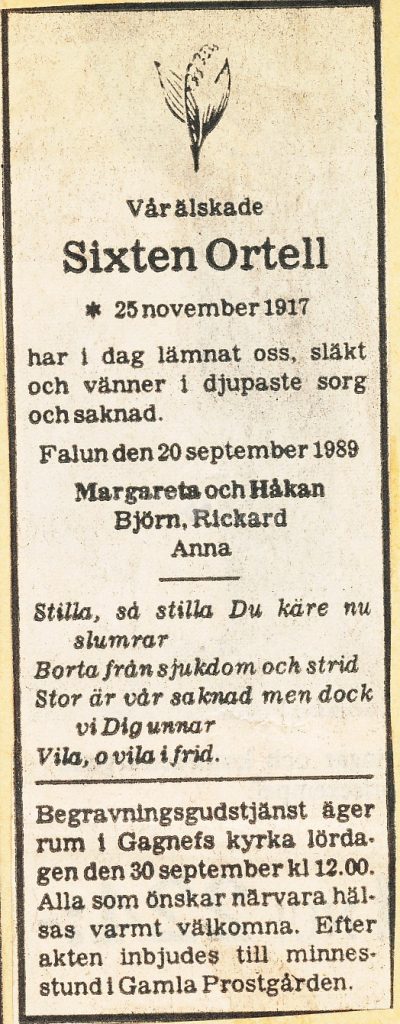 Vår älskade
Sixten Ortell
* 25 november 1917
har i dag lämnat oss, släkt
och vänner i djupaste sorg
och saknad.
Falun den 20 september 1989
Margareta och Håkan
Björn, Rickard
Anna
Stilla, så stilla Du käre nu
slumrar
Borta från sjukdom och strid
Stor är vår saknad men dock
vi Dig unnar
Vila, o vila i frid.
Begravningsgudstjänst äger
rum i Gagnefs kyrka lörda-
gen den 30 september kl 12.00.
Alla som önskar närvara häl-
sas varmt välkomna. Efter
akten inbjudes till minnes-
stund i Gamla Prostgården.